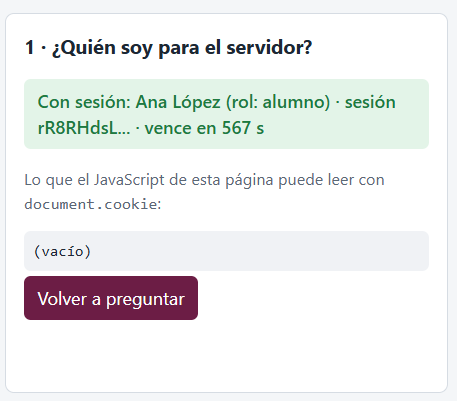 1 · ¿Quién soy para el servidor?
Con sesión: Ana López (rol: alumno) · sesión
rR8RHdsL... · vence en 567 s
Lo que el JavaScript de esta página puede leer con
document.cookie:
(vacío)
Volver a preguntar